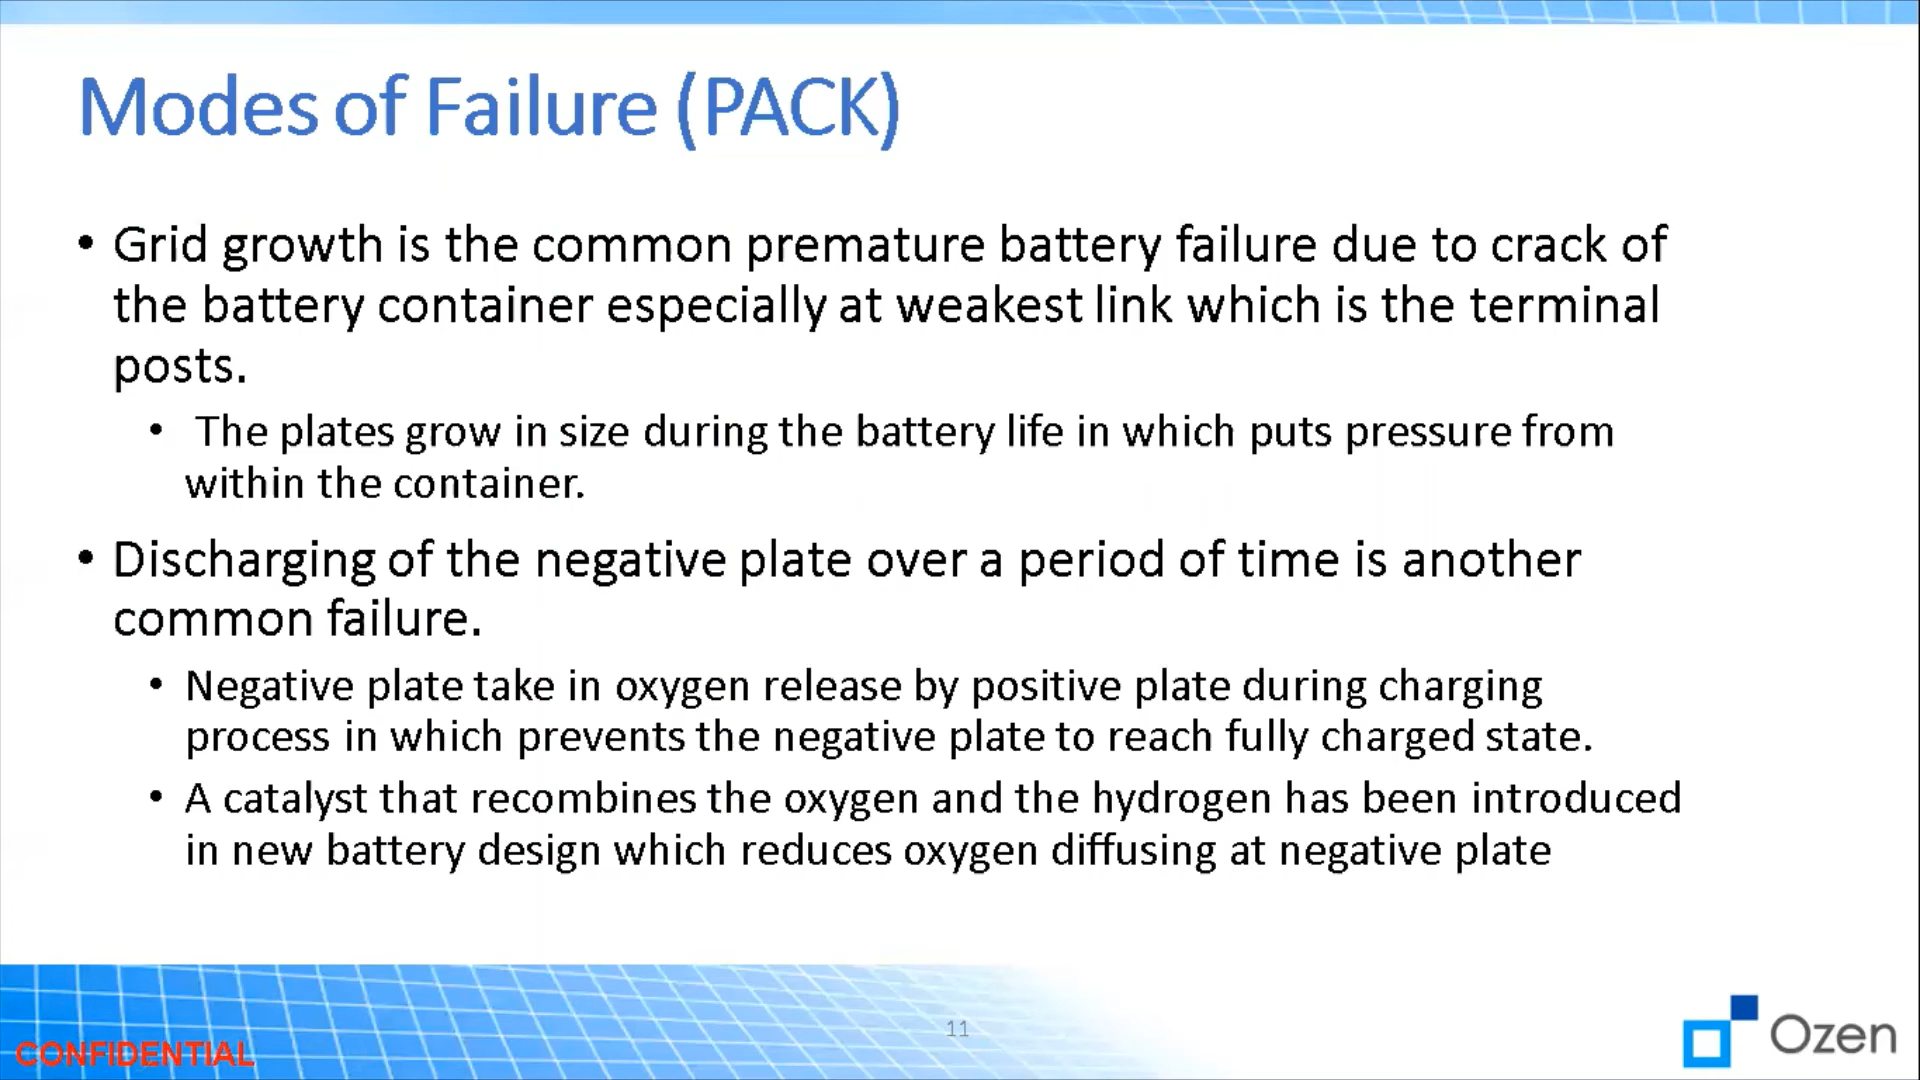 Modes of Failure (PACK)
• Grid growth is the common premature battery failure due to crack of
the battery container especially at weakest link which is the terminal
posts.
• The plates grow in size during the battery life in which puts pressure from
within the container.
• Discharging of the negative plate over a period of time is another
common failure.
• Negative plate take in oxygen release by positive plate during charging
process in which prevents the negative plate to reach fully charged state.
• A catalyst that recombines the oxygen and the hydrogen has been introduced
in new battery design which reduces oxygen diffusing at negative plate
11
CONFIDENTIAL
Ozen